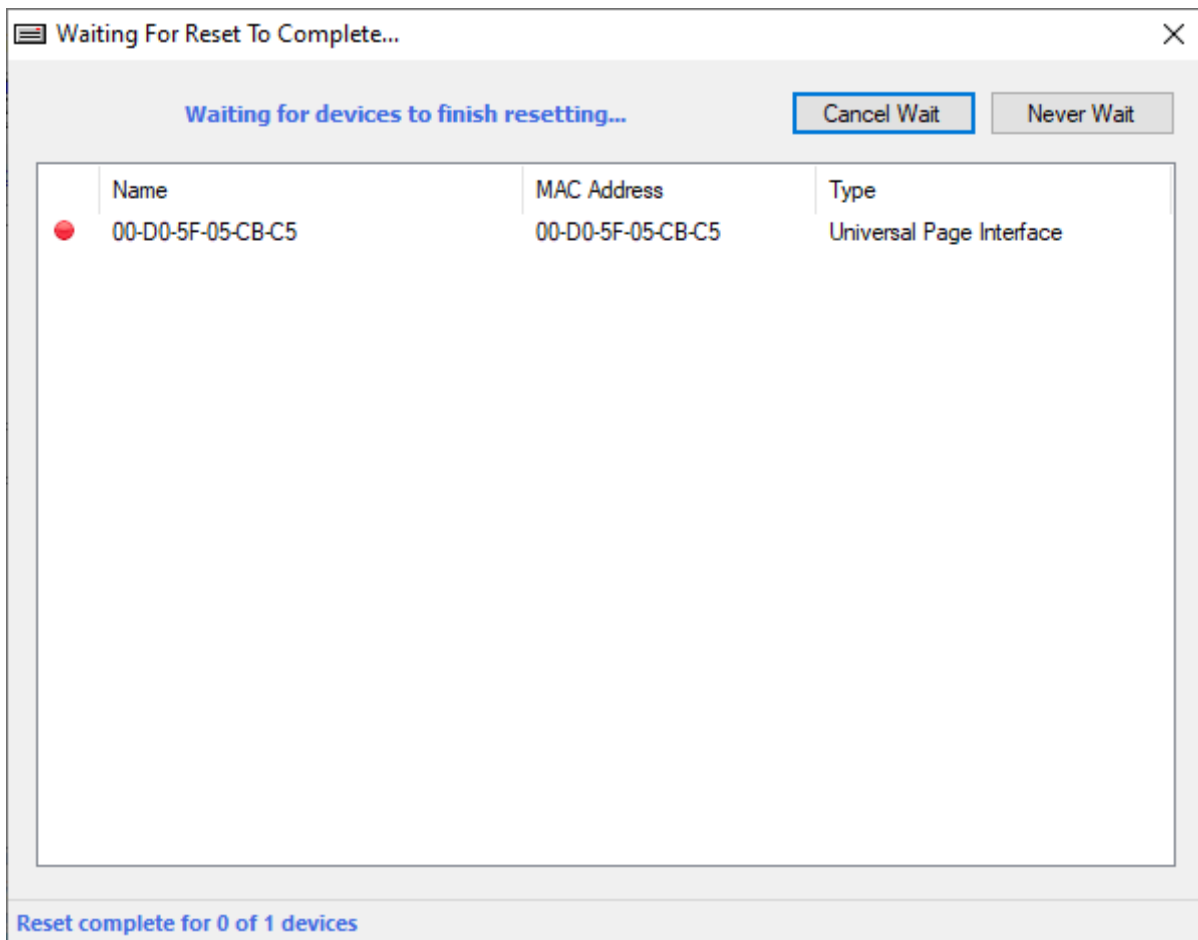 Waiting For Reset To Complete...
Waiting for devices to finish resetting... Cancel Wait Never Wait
Name MAC Address Type
00-D0-5F-05-CB-C5 00-D0-5F-05-CB-C5 Universal Page Interface
Reset complete for 0 of 1 devices